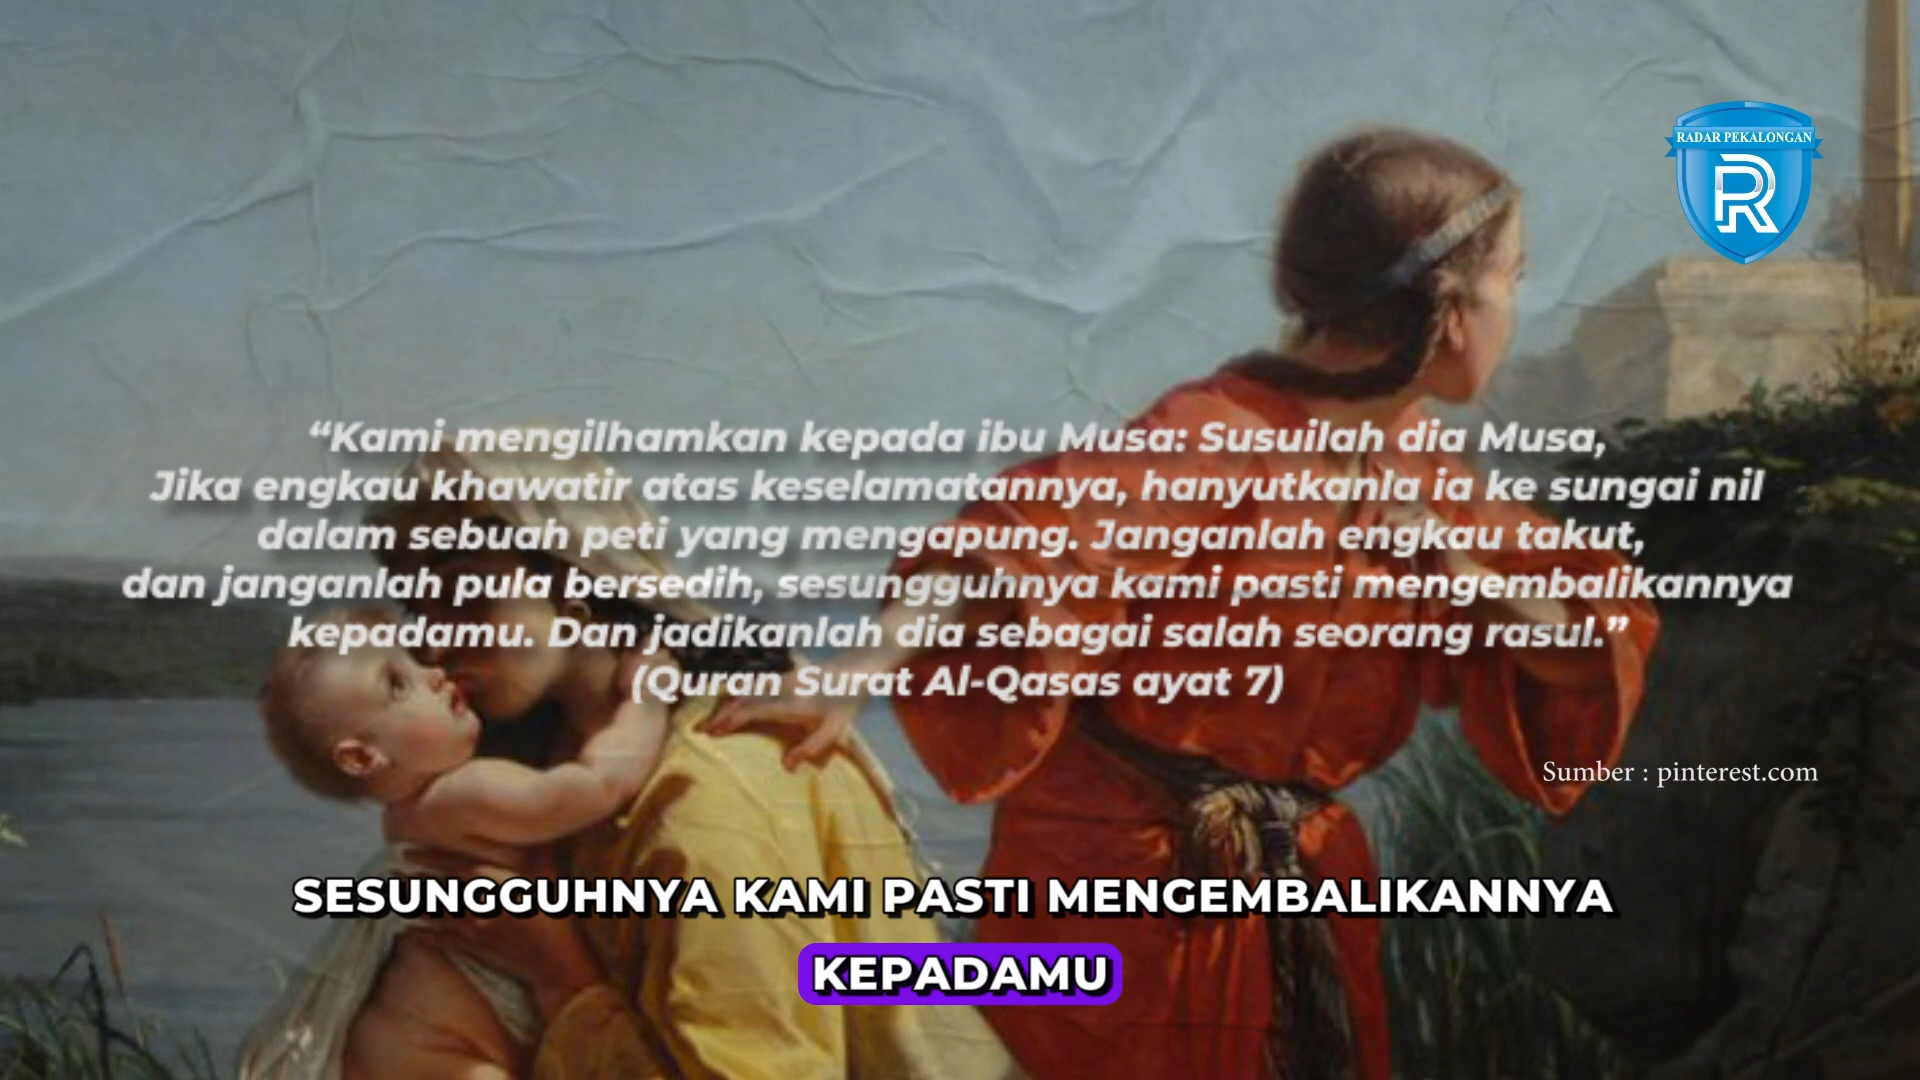 RADAR PEKALONGAN
R
“Kami mengilhamkan kepada ibu Musa: Susuilah dia Musa,
Jika engkau khawatir atas keselamatannya, hanyutkanla ia ke sungai nil
dalam sebuah peti yang mengapung. Janganlah engkau takut,
dan janganlah pula bersedih, sesungguhnya kami pasti mengembalikannya
kepadamu. Dan jadikanlah dia sebagai salah seorang rasul.”
(Quran Surat Al-Qasas ayat 7)
Sumber : pinterest.com
SESUNGGUHNYA KAMI PASTI MENGEMBALIKANNYA
KEPADAMU